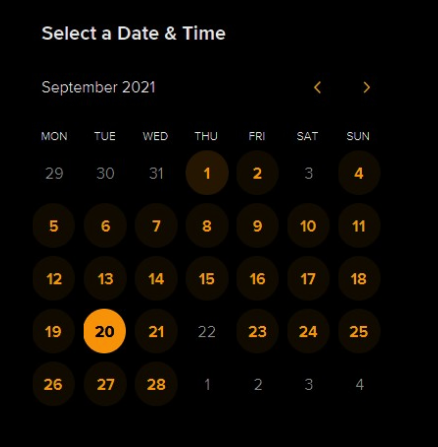 Select a Date & Time
September 2021
MON TUE WED THU FRI SAT SUN
29 30 31 1 2 3 4
5 6 7 8 9 10 11
12 13 14 15 16 17 18
19 20 21 22 23 24 25
26 27 28 1 2 3 4